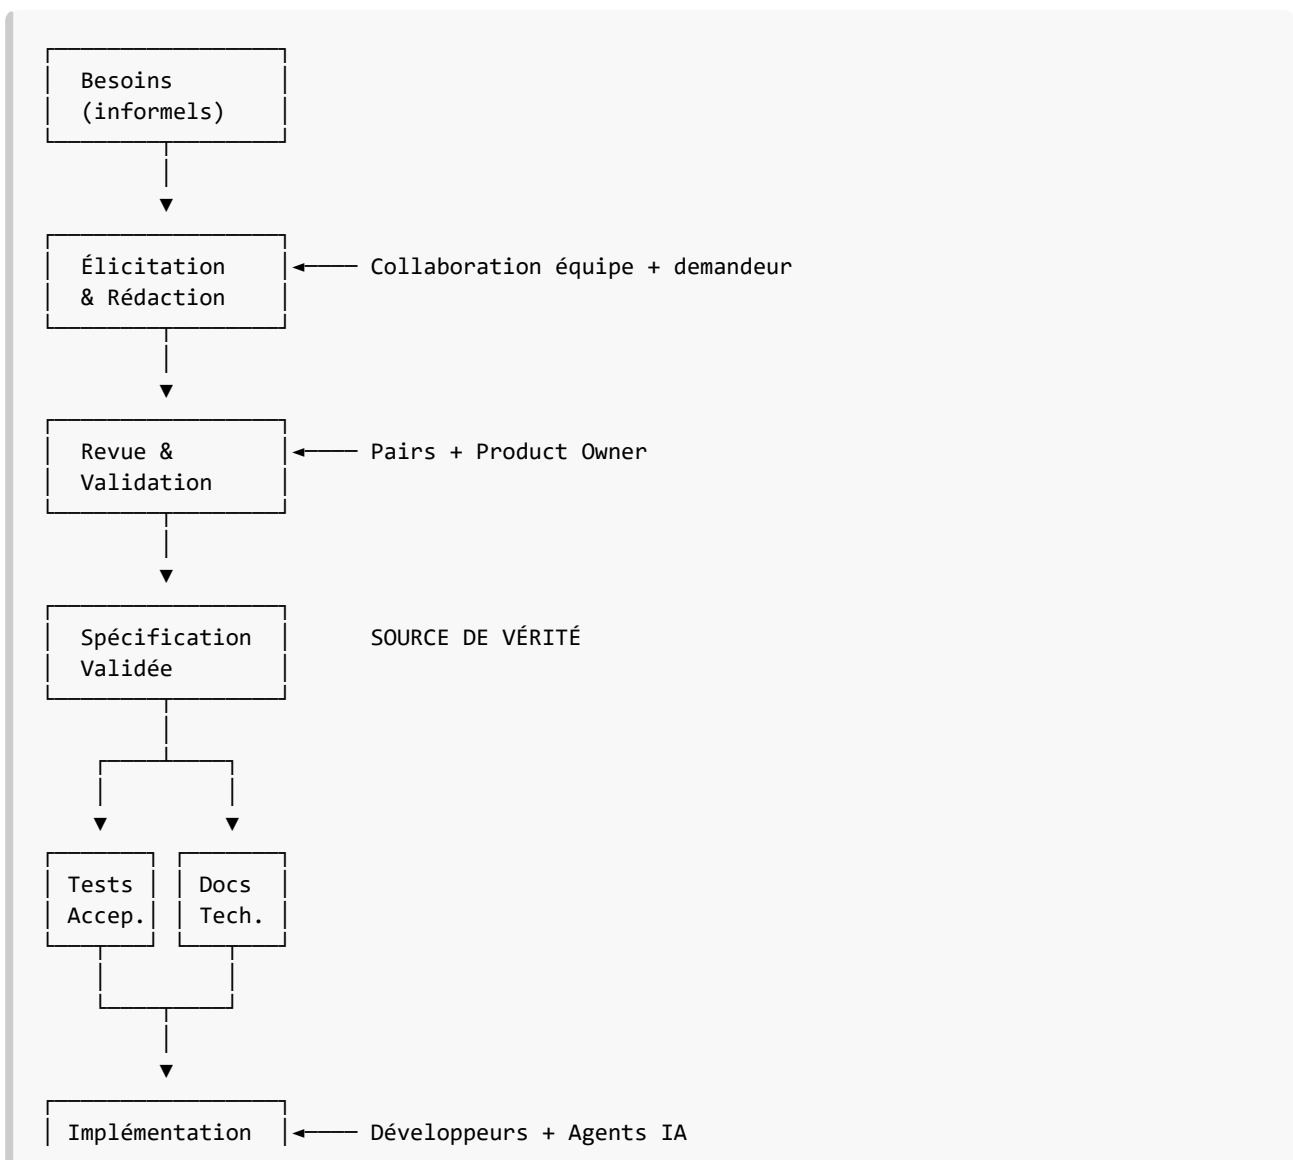 Besoins
(informels)
Élicitation ◄──── Collaboration équipe + demandeur
& Rédaction
Revue & ◄──── Pairs + Product Owner
Validation
Spécification SOURCE DE VÉRITÉ
Validée
Tests Docs
Accep. Tech.
Implémentation ◄──── Développeurs + Agents IA